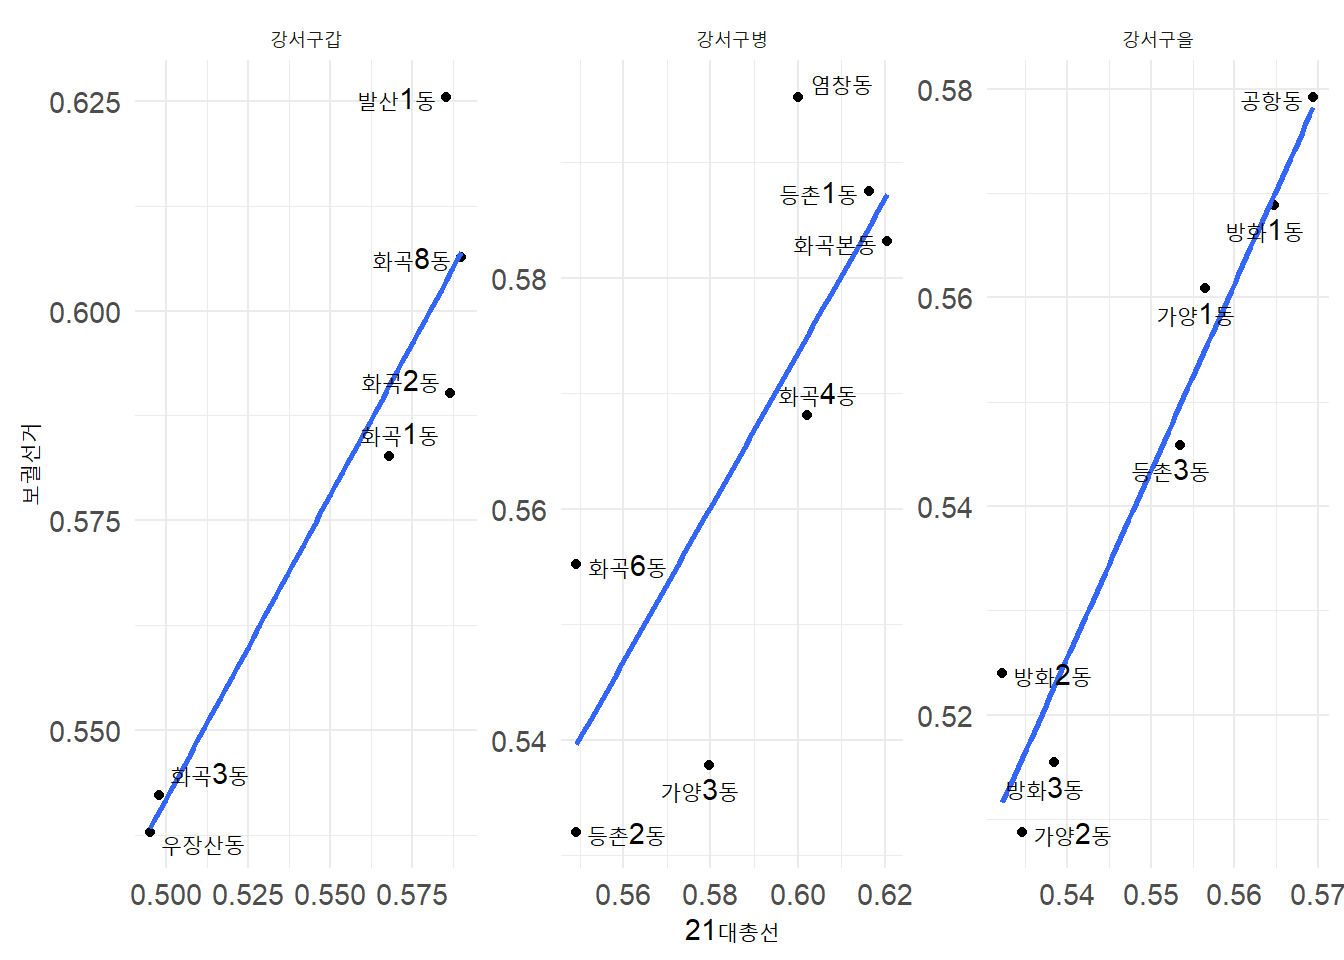 강서구갑
강서구병
강서구을
보궐선거
0.625
0.600
0.575
0.550
발산1동
화곡8동
화곡2동
화곡1동
화곡3동
우장산동
0.500 0.525 0.550 0.575
0.58
0.56
0.54
염창동
등촌1동
화곡본동
화곡4동
화곡6동
가양3동
등촌2동
0.56 0.58 0.60 0.62
0.58
0.56
0.54
0.52
공항동
방화1동
가양1동
등촌3동
방화2동
방화3동
가양2동
0.54 0.55 0.56 0.57
21대총선